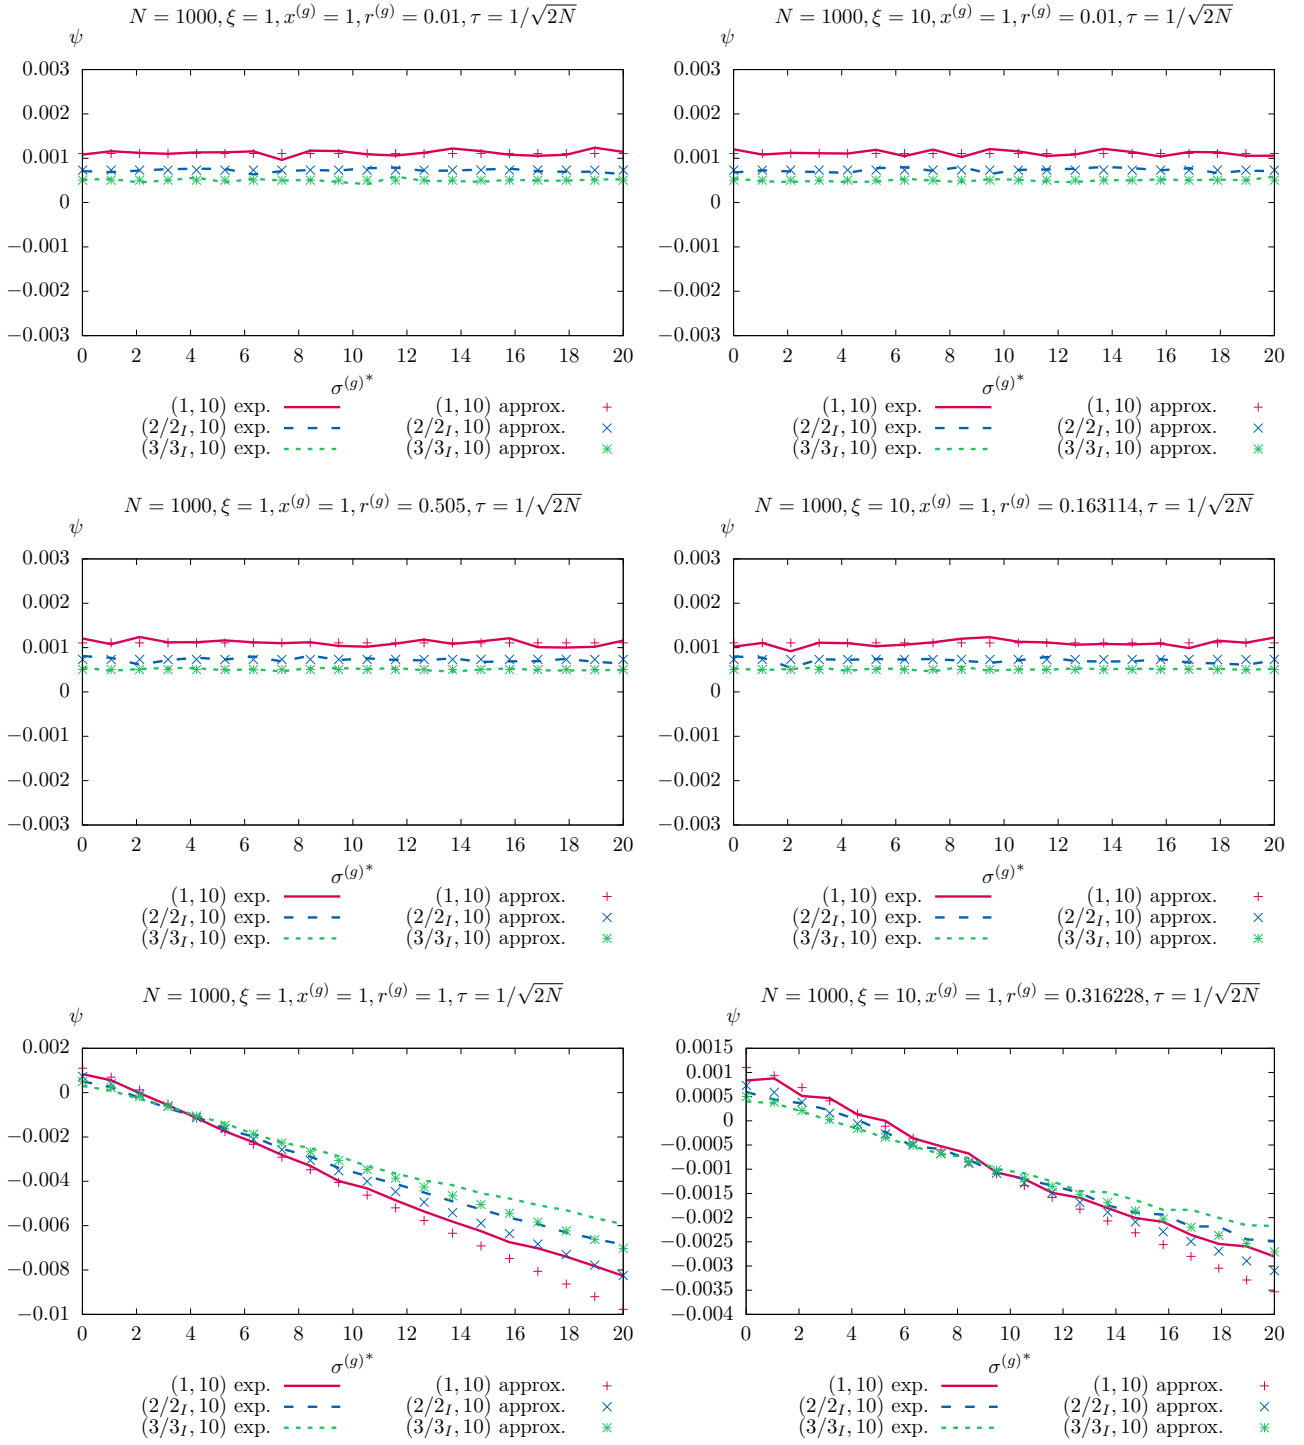 N = 1000, ξ = 1, x^(g) = 1, r^(g) = 0.01, τ = 1/√2N
ψ
0.003
0.002
0.001
0
−0.001
−0.002
−0.003
0 2 4 6 8 10 12 14 16 18 20
σ^(g)*
(1, 10) exp. (1, 10) approx.
(2/2_I, 10) exp. (2/2_I, 10) approx.
(3/3_I, 10) exp. (3/3_I, 10) approx.
N = 1000, ξ = 10, x^(g) = 1, r^(g) = 0.01, τ = 1/√2N
ψ
0.003
0.002
0.001
0
−0.001
−0.002
−0.003
0 2 4 6 8 10 12 14 16 18 20
σ^(g)*
(1, 10) exp. (1, 10) approx.
(2/2_I, 10) exp. (2/2_I, 10) approx.
(3/3_I, 10) exp. (3/3_I, 10) approx.
N = 1000, ξ = 1, x^(g) = 1, r^(g) = 0.505, τ = 1/√2N
ψ
0.003
0.002
0.001
0
−0.001
−0.002
−0.003
0 2 4 6 8 10 12 14 16 18 20
σ^(g)*
(1, 10) exp. (1, 10) approx.
(2/2_I, 10) exp. (2/2_I, 10) approx.
(3/3_I, 10) exp. (3/3_I, 10) approx.
N = 1000, ξ = 10, x^(g) = 1, r^(g) = 0.163114, τ = 1/√2N
ψ
0.003
0.002
0.001
0
−0.001
−0.002
−0.003
0 2 4 6 8 10 12 14 16 18 20
σ^(g)*
(1, 10) exp. (1, 10) approx.
(2/2_I, 10) exp. (2/2_I, 10) approx.
(3/3_I, 10) exp. (3/3_I, 10) approx.
N = 1000, ξ = 1, x^(g) = 1, r^(g) = 1, τ = 1/√2N
ψ
0.002
0
−0.002
−0.004
−0.006
−0.008
−0.01
0 2 4 6 8 10 12 14 16 18 20
σ^(g)*
(1, 10) exp. (1, 10) approx.
(2/2_I, 10) exp. (2/2_I, 10) approx.
(3/3_I, 10) exp. (3/3_I, 10) approx.
N = 1000, ξ = 10, x^(g) = 1, r^(g) = 0.316228, τ = 1/√2N
ψ
0.0015
0.001
0.0005
0
−0.0005
−0.001
−0.0015
−0.002
−0.0025
−0.003
−0.0035
−0.004
0 2 4 6 8 10 12 14 16 18 20
σ^(g)*
(1, 10) exp. (1, 10) approx.
(2/2_I, 10) exp. (2/2_I, 10) approx.
(3/3_I, 10) exp. (3/3_I, 10) approx.